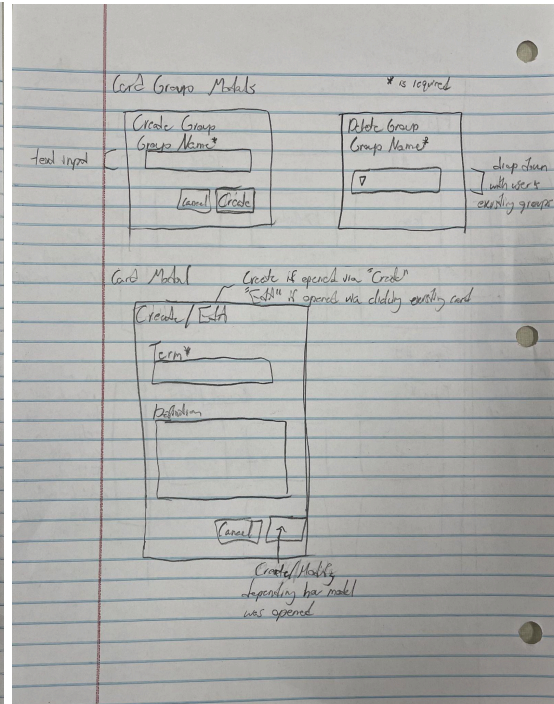 Card Group Modals
* is required
Create Group
Group Name*
text input
Cancel Create
Delete Group
Group Name*
drop down
with user's
existing groups
Card Modal
Create if opened via "Create"
"Edit" if opened via clicking existing card
Create / Edit
Term*
Definition
Cancel
Create/Modify
depending how model
was opened